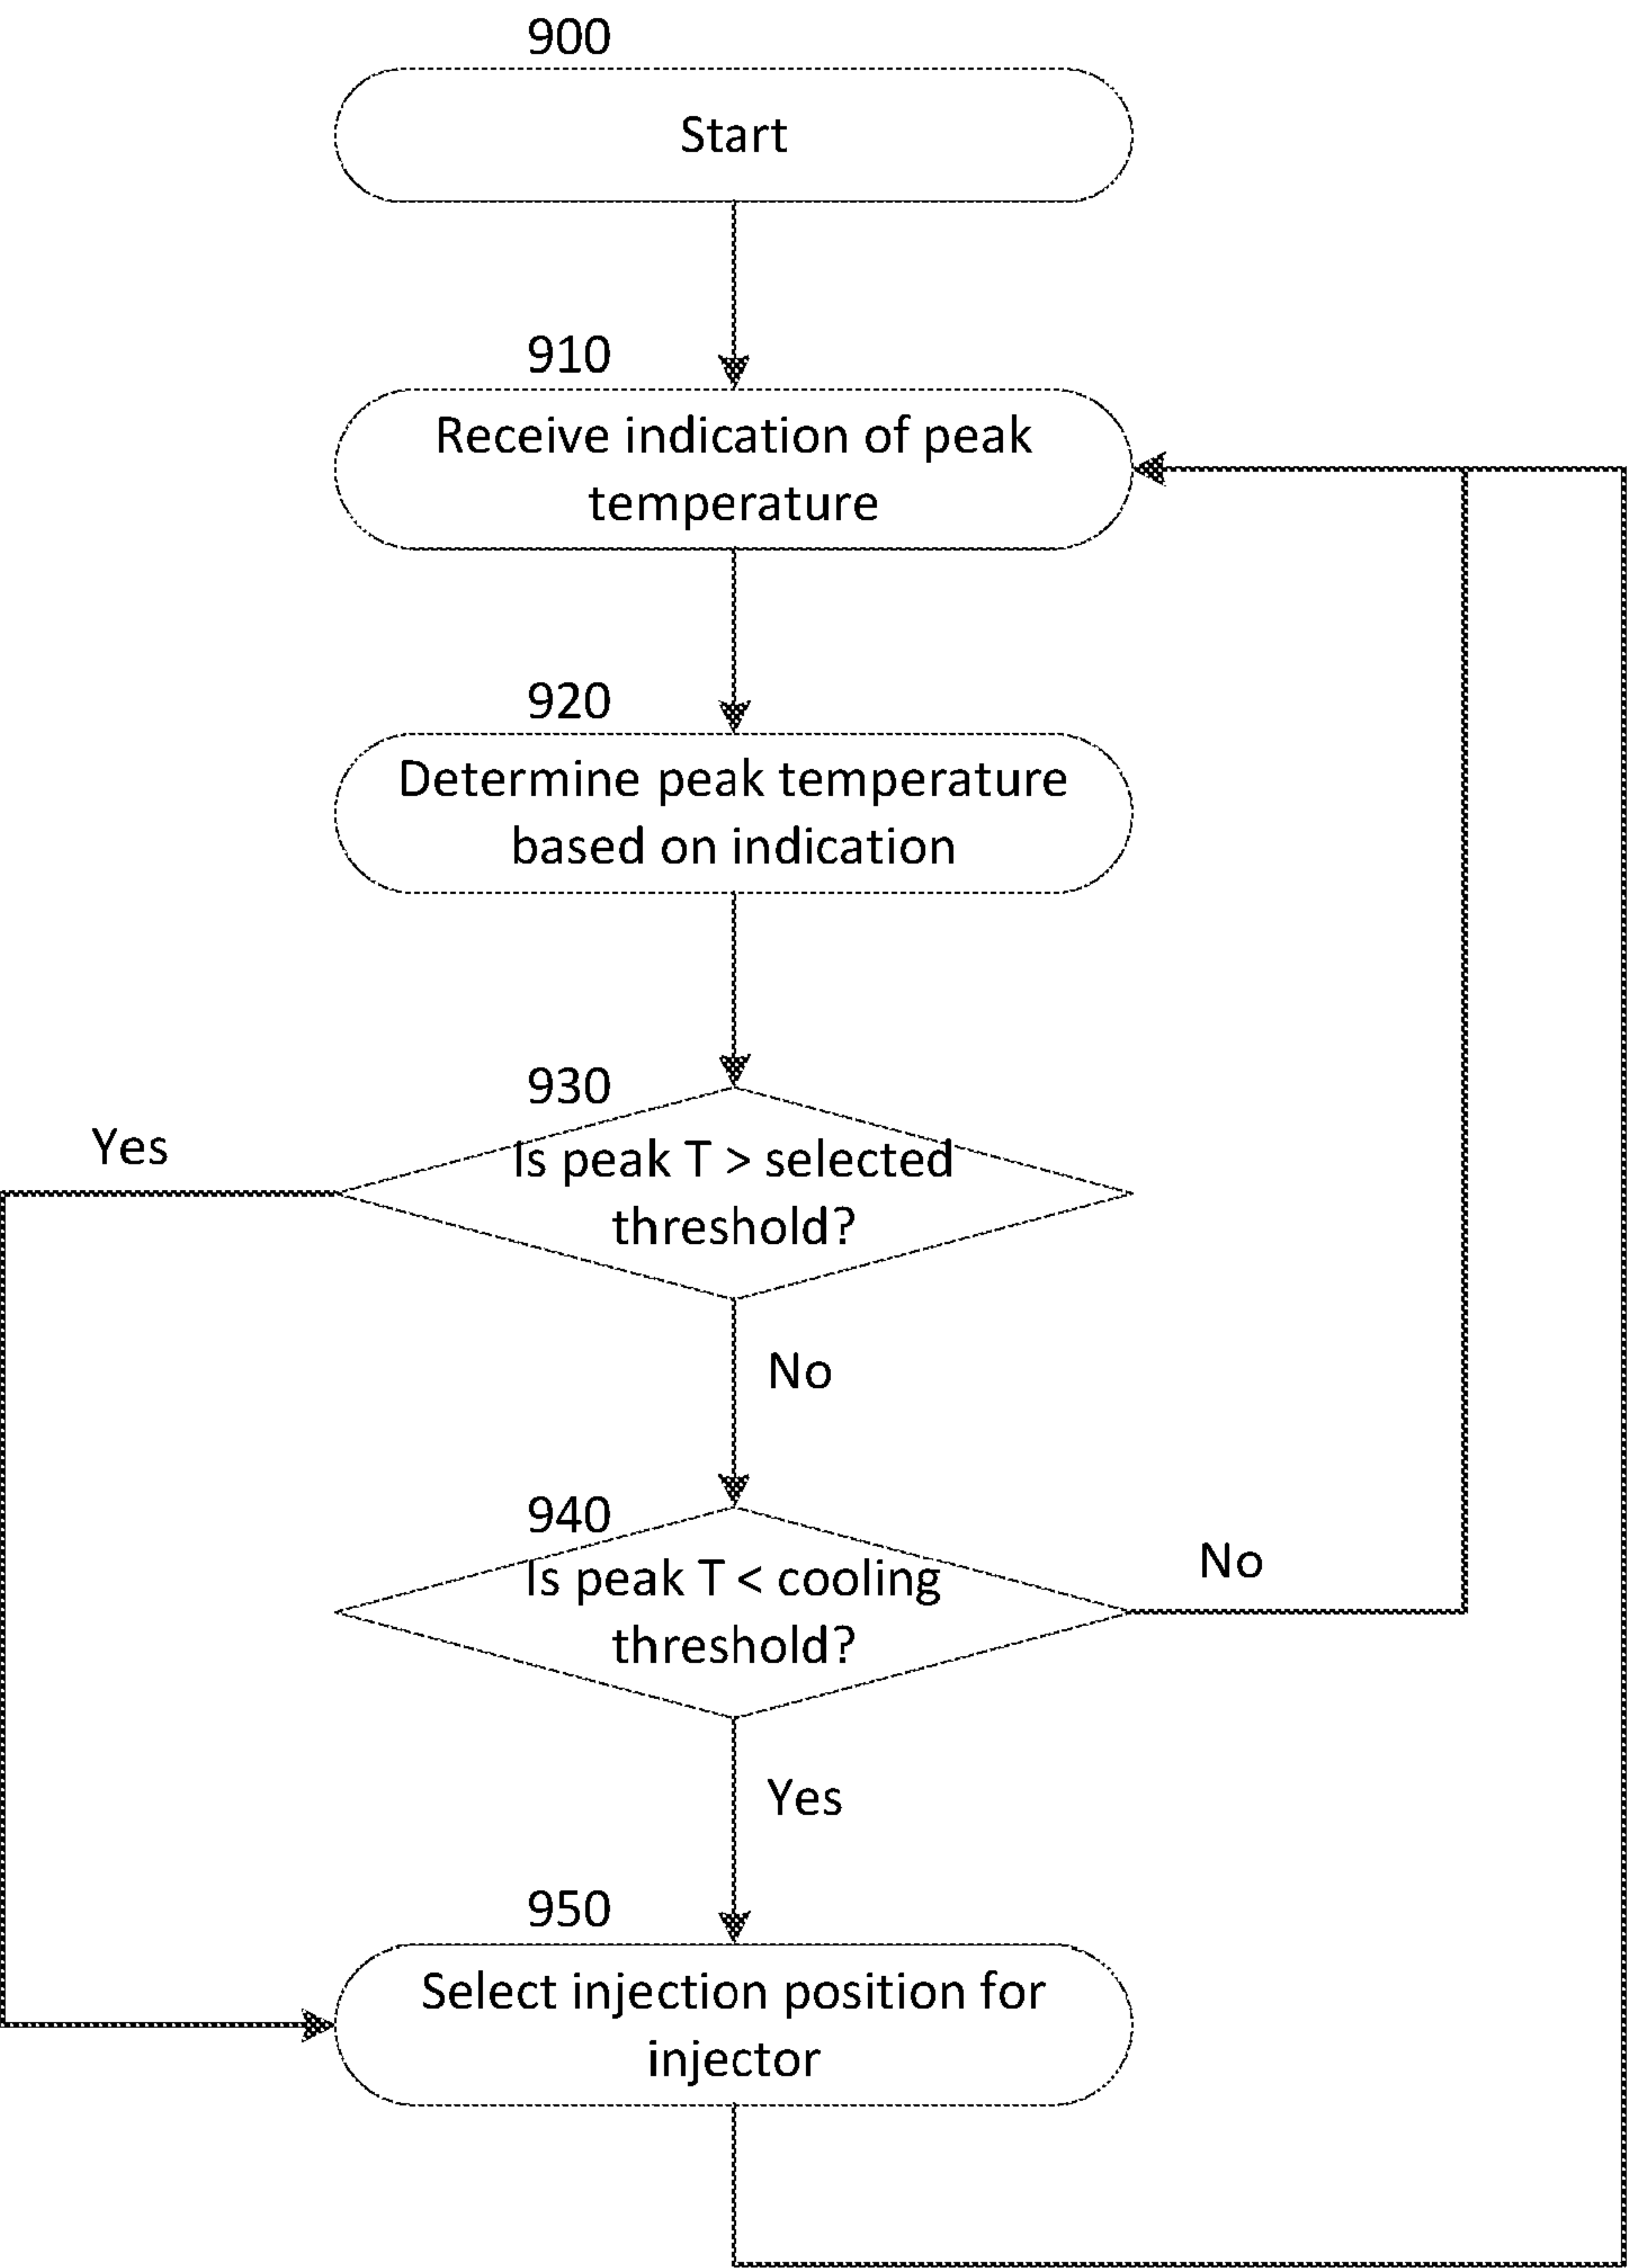 900
Start
910
Receive indication of peak
temperature
920
Determine peak temperature
based on indication
930
Yes
Is peak T > selected
threshold?
No
940
Is peak T < cooling
threshold?
No
Yes
950
Select injection position for
injector